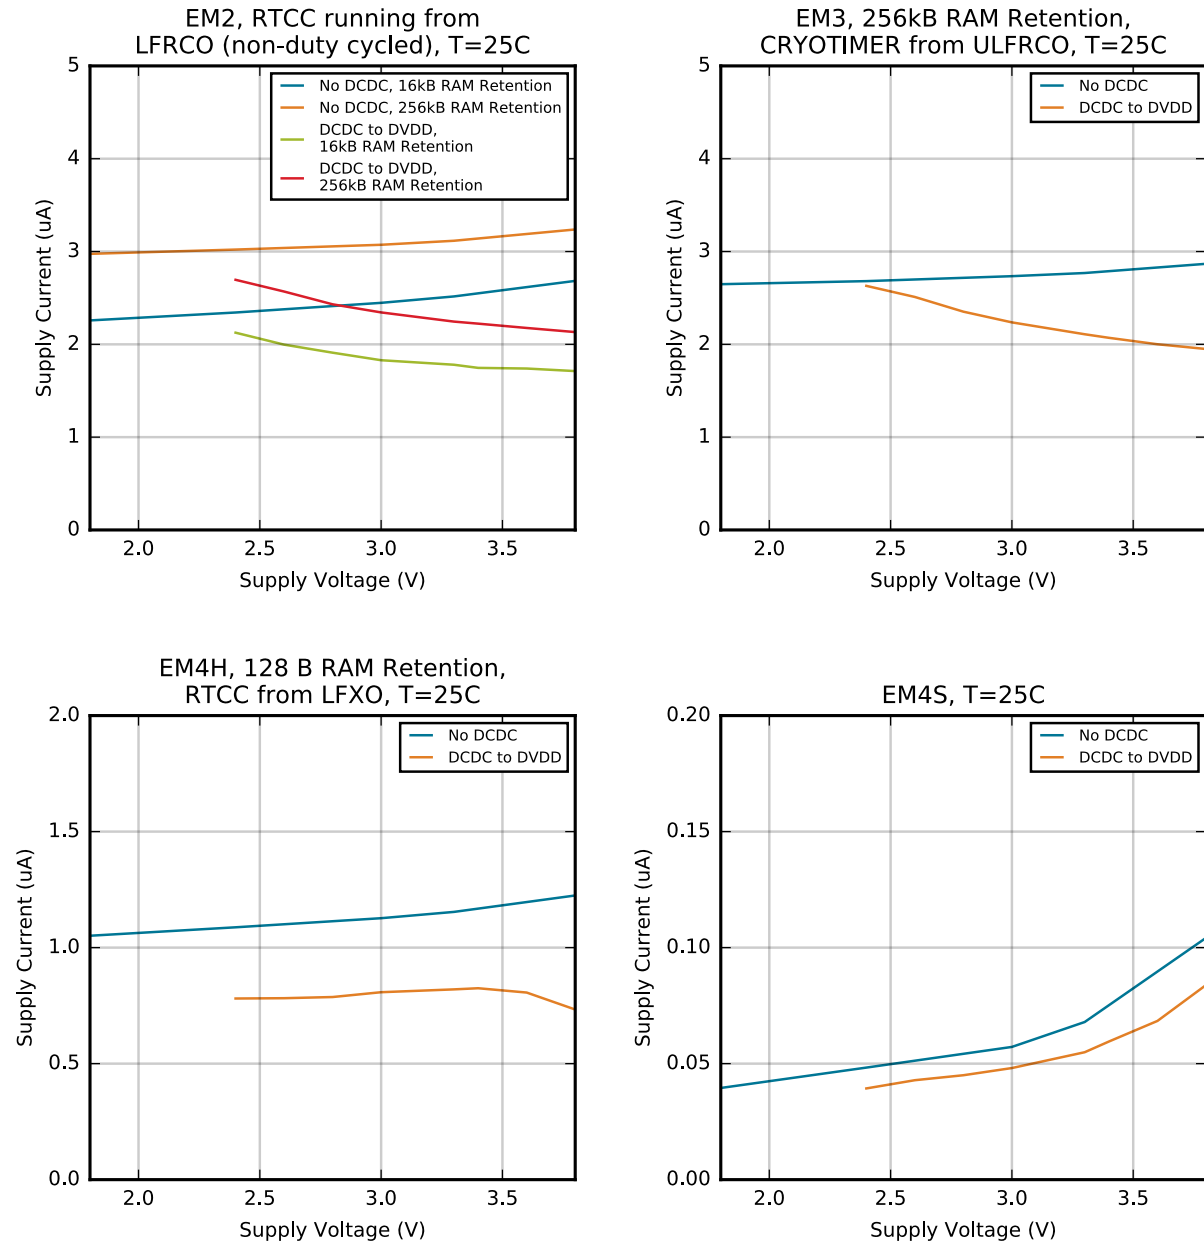 EM2, RTCC running from
LFRCO (non-duty cycled), T=25C
5
4
3
2
1
0
Supply Current (uA)
No DCDC, 16kB RAM Retention
No DCDC, 256kB RAM Retention
DCDC to DVDD,
16kB RAM Retention
DCDC to DVDD,
256kB RAM Retention
2.0
2.5
3.0
3.5
Supply Voltage (V)
EM3, 256kB RAM Retention,
CRYOTIMER from ULFRCO, T=25C
5
4
3
2
1
0
Supply Current (uA)
No DCDC
DCDC to DVDD
2.0
2.5
3.0
3.5
Supply Voltage (V)
EM4H, 128 B RAM Retention,
RTCC from LFXO, T=25C
2.0
1.5
1.0
0.5
0.0
Supply Current (uA)
No DCDC
DCDC to DVDD
2.0
2.5
3.0
3.5
Supply Voltage (V)
EM4S, T=25C
0.20
0.15
0.10
0.05
0.00
Supply Current (uA)
No DCDC
DCDC to DVDD
2.0
2.5
3.0
3.5
Supply Voltage (V)